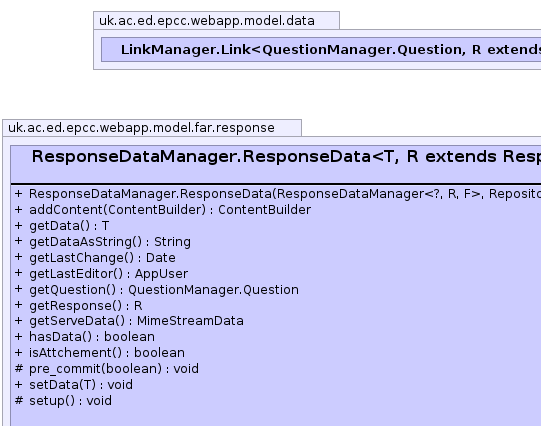 uk.ac.ed.epcc.webapp.model.data
LinkManager.Link<QuestionManager.Question, R extends
uk.ac.ed.epcc.webapp.model.far.response
ResponseDataManager.ResponseData<T, R extends Resp
+ ResponseDataManager.ResponseData(ResponseDataManager<?, R, F>, Reposito
+ addContent(ContentBuilder) : ContentBuilder
+ getData() : T
+ getDataAsString() : String
+ getLastChange() : Date
+ getLastEditor() : AppUser
+ getQuestion() : QuestionManager.Question
+ getResponse() : R
+ getServeData() : MimeStreamData
+ hasData() : boolean
+ isAttchement() : boolean
# pre_commit(boolean) : void
+ setData(T) : void
# setup() : void